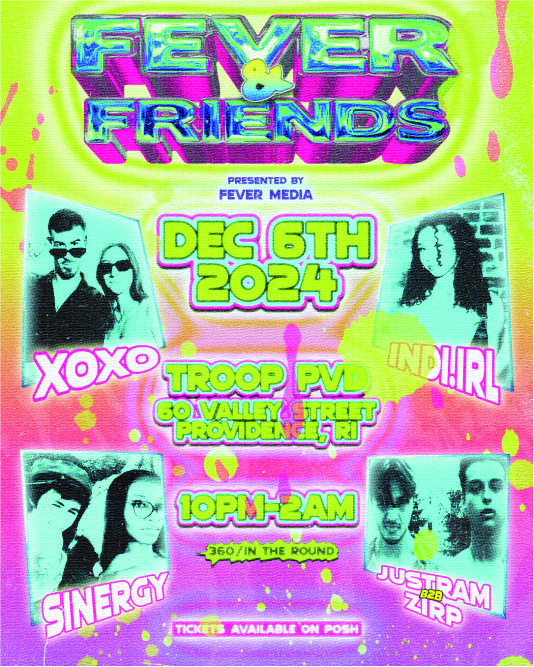 FEVER
&
FRIENDS
PRESENTED BY
FEVER MEDIA
DEC 6TH
2024
XOXO
INDI.IRL
TROOP PVD
60 VALLEY STREET
PROVIDENCE, RI
10PM-2AM
360/IN THE ROUND
SINERGY
JUSTRAM
B2B
ZIRP
TICKETS AVAILABLE ON POSH